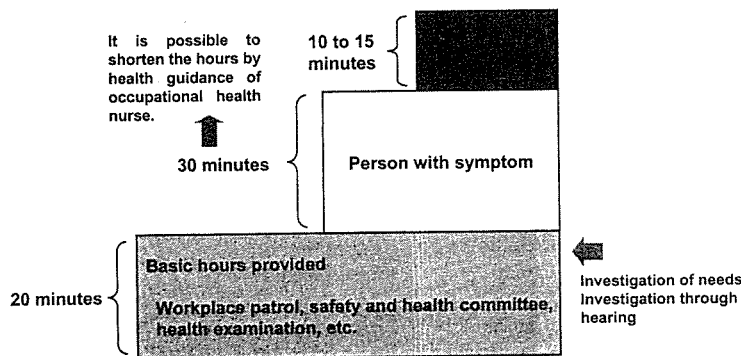 It is possible to
shorten the hours by
health guidance of
occupational health
nurse.
10 to 15
minutes
30 minutes
Person with symptom
20 minutes
Basic hours provided
Workplace patrol, safety and health committee,
health examination, etc.
Investigation of needs
Investigation through
hearing